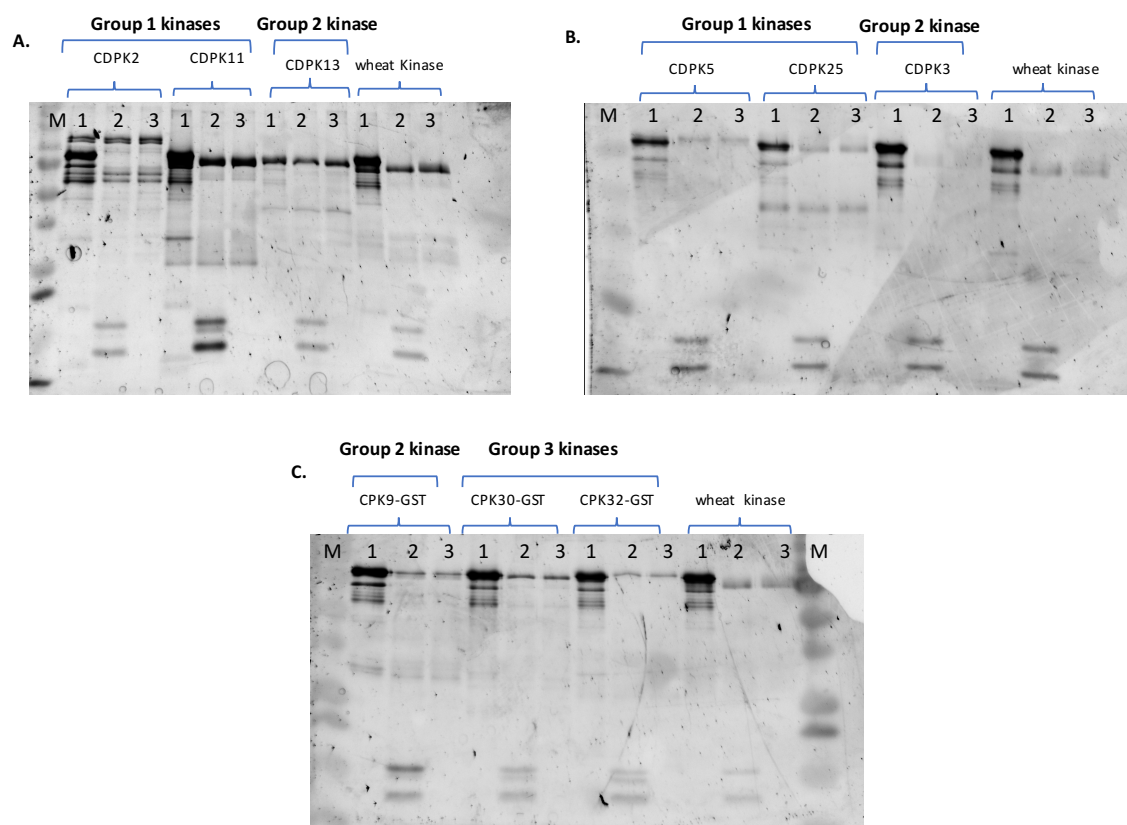 A.
Group 1 kinases Group 2 kinase
CDPK2 CDPK11 CDPK13 wheat Kinase
M 1 2 3 1 2 3 1 2 3 1 2 3
B.
Group 1 kinases Group 2 kinase
CDPK5 CDPK25 CDPK3 wheat kinase
M 1 2 3 1 2 3 1 2 3 1 2 3
C.
Group 2 kinase Group 3 kinases
CPK9-GST CPK30-GST CPK32-GST wheat kinase
M 1 2 3 1 2 3 1 2 3 1 2 3 M